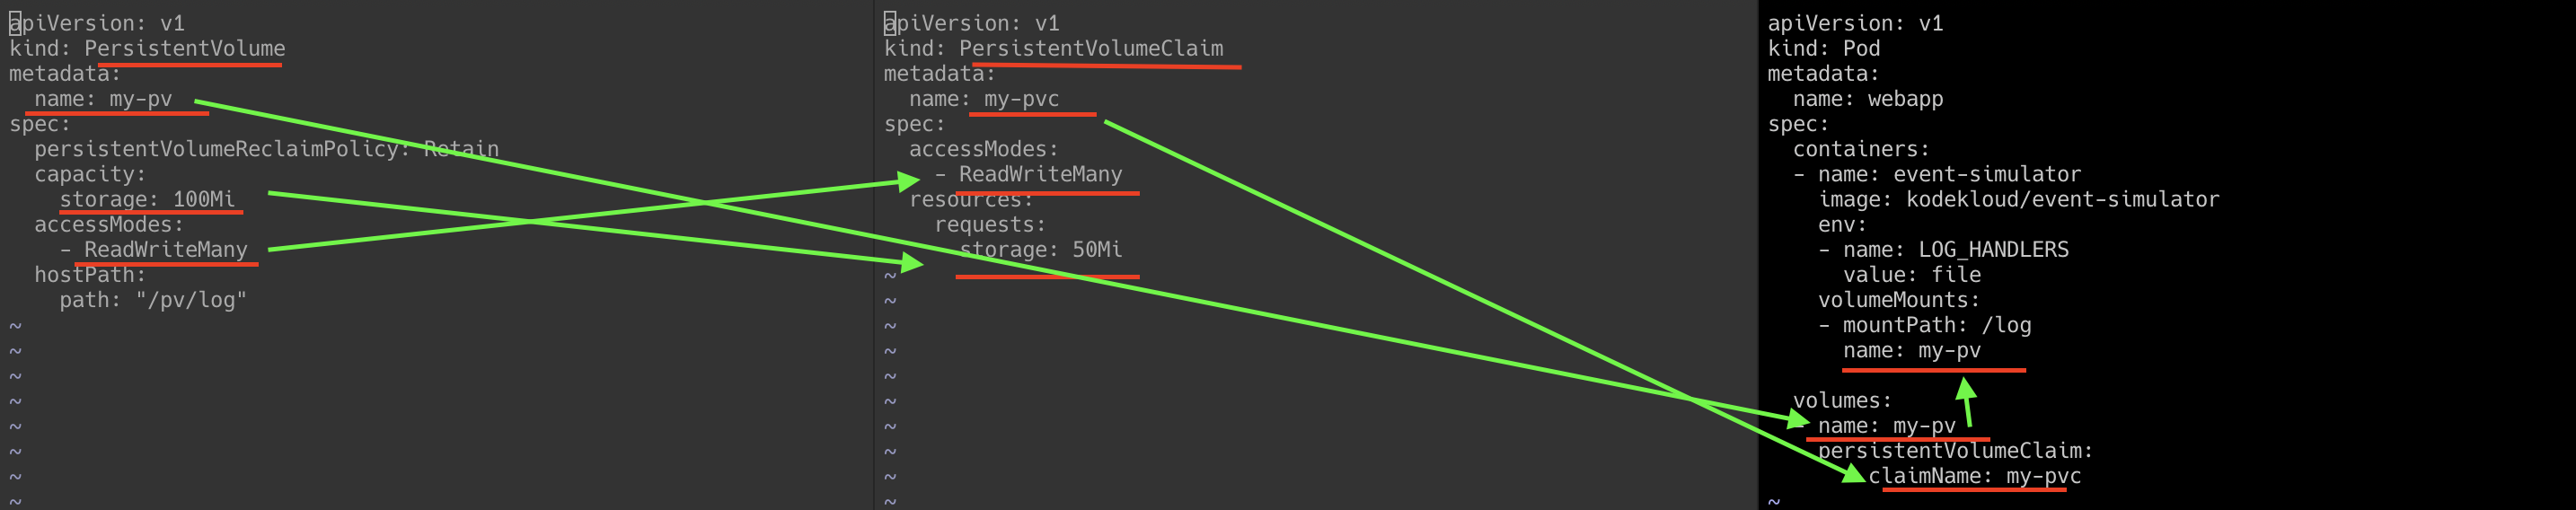 apiVersion: v1
kind: PersistentVolume
metadata:
  name: my-pv
spec:
  persistentVolumeReclaimPolicy: Retain
  capacity:
    storage: 100Mi
  accessModes:
    - ReadWriteMany
  hostPath:
    path: "/pv/log"
~
~
~
~
~
~
~
~
apiVersion: v1
kind: PersistentVolumeClaim
metadata:
  name: my-pvc
spec:
  accessModes:
    - ReadWriteMany
  resources:
    requests:
      storage: 50Mi
~
~
~
~
~
~
~
~
~
~
apiVersion: v1
kind: Pod
metadata:
  name: webapp
spec:
  containers:
  - name: event-simulator
    image: kodekloud/event-simulator
    env:
    - name: LOG_HANDLERS
      value: file
    volumeMounts:
    - mountPath: /log
      name: my-pv
  volumes:
  - name: my-pv
    persistentVolumeClaim:
        claimName: my-pvc
~